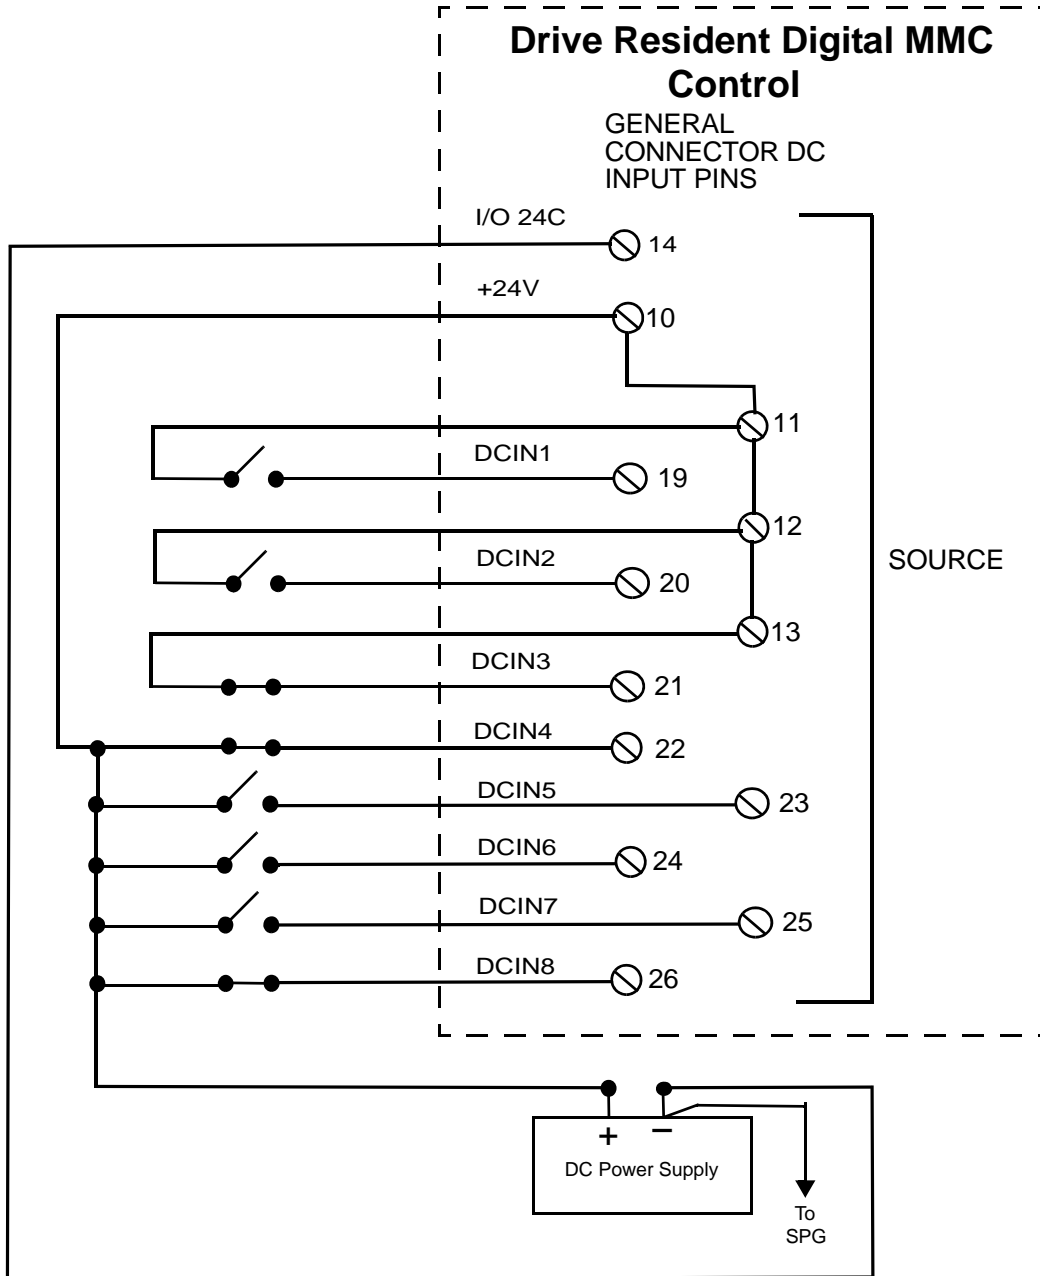 Drive Resident Digital MMC
Control
GENERAL
CONNECTOR DC
INPUT PINS
I/O 24C
14
+24V
10
11
DCIN1
19
12
DCIN2
20
SOURCE
13
DCIN3
21
DCIN4
22
DCIN5
23
DCIN6
24
DCIN7
25
DCIN8
26
+ −
DC Power Supply
To
SPG